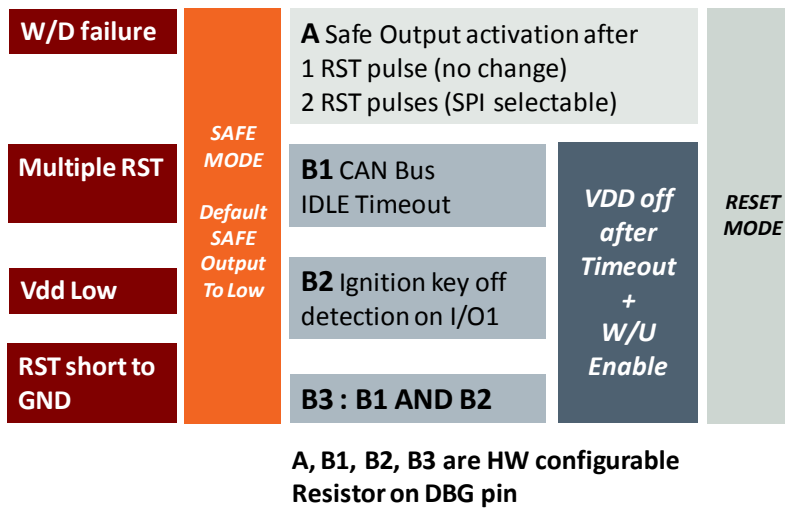 W/D failure
Multiple RST
Vdd Low
RST short to
GND
SAFE
MODE
Default
SAFE
Output
To Low
A Safe Output activation after
1 RST pulse (no change)
2 RST pulses (SPI selectable)
B1 CAN Bus
IDLE Timeout
B2 Ignition key off
detection on I/O1
B3 : B1 AND B2
VDD off
after
Timeout
+
W/U
Enable
RESET
MODE
A, B1, B2, B3 are HW configurable
Resistor on DBG pin